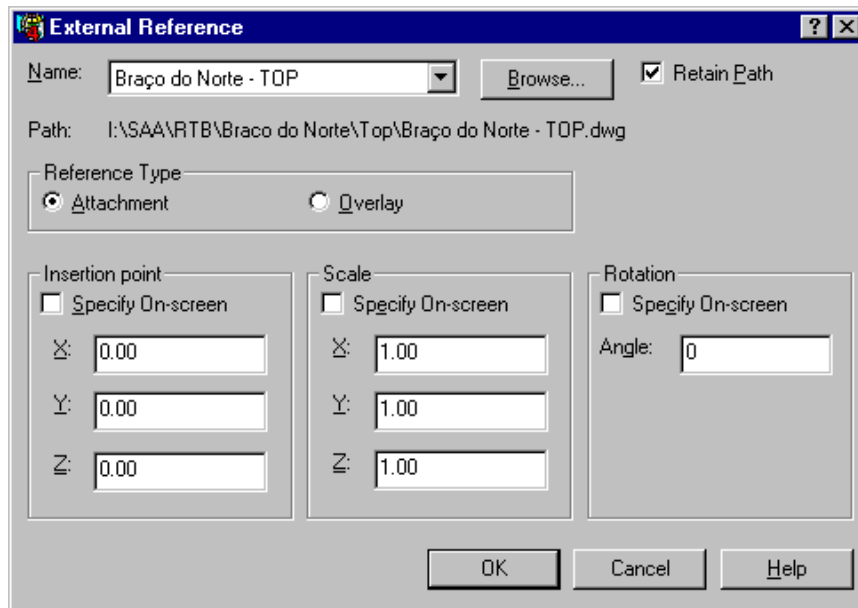 External Reference
Name: Braço do Norte - TOP Browse... Retain Path
Path: I:\SAA\RTB\Braco do Norte\Top\Braço do Norte - TOP.dwg
Reference Type
Attachment Overlay
Insertion point Scale Rotation
Specify On-screen Specify On-screen Specify On-screen
X: 0.00 X: 1.00 Angle: 0
Y: 0.00 Y: 1.00
Z: 0.00 Z: 1.00
OK Cancel Help